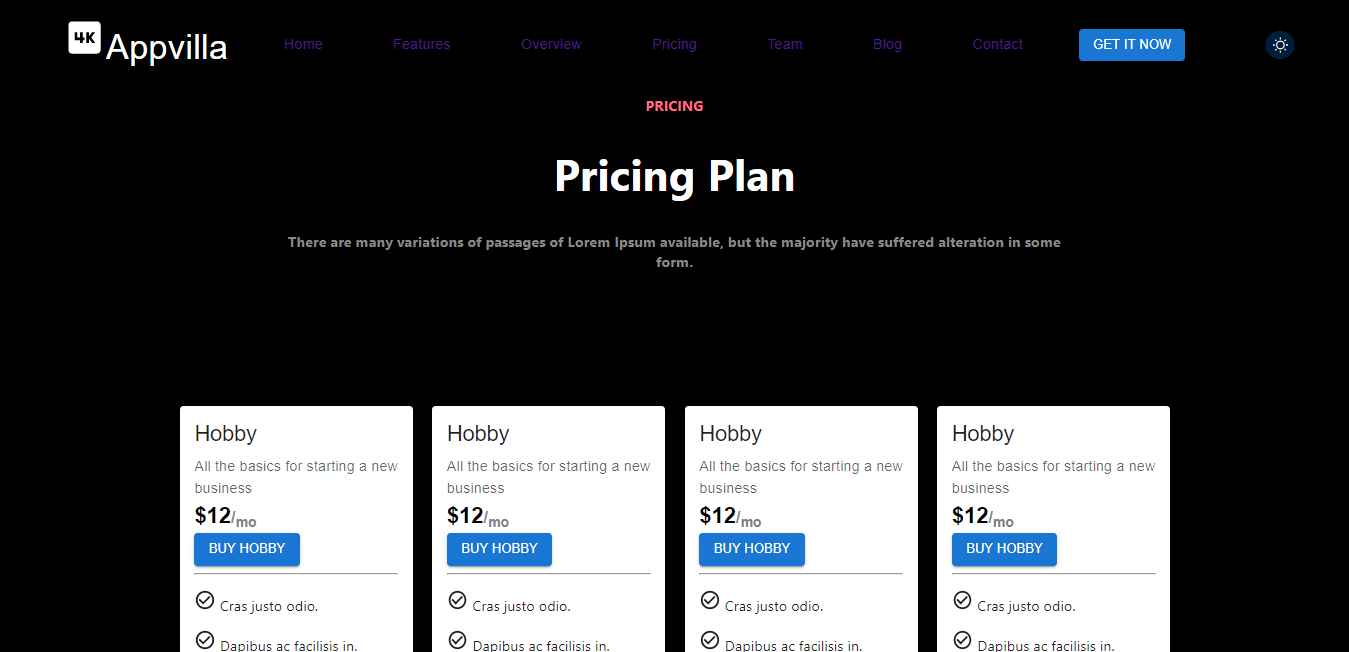 4K Appvilla Home Features Overview Pricing Team Blog Contact GET IT NOW
PRICING
Pricing Plan
There are many variations of passages of Lorem Ipsum available, but the majority have suffered alteration in some
form.
Hobby Hobby Hobby Hobby
All the basics for starting a new All the basics for starting a new All the basics for starting a new All the basics for starting a new
business business business business
$12/mo $12/mo $12/mo $12/mo
BUY HOBBY BUY HOBBY BUY HOBBY BUY HOBBY
Cras justo odio. Cras justo odio. Cras justo odio. Cras justo odio.
Dapibus ac facilisis in. Dapibus ac facilisis in. Dapibus ac facilisis in. Dapibus ac facilisis in.